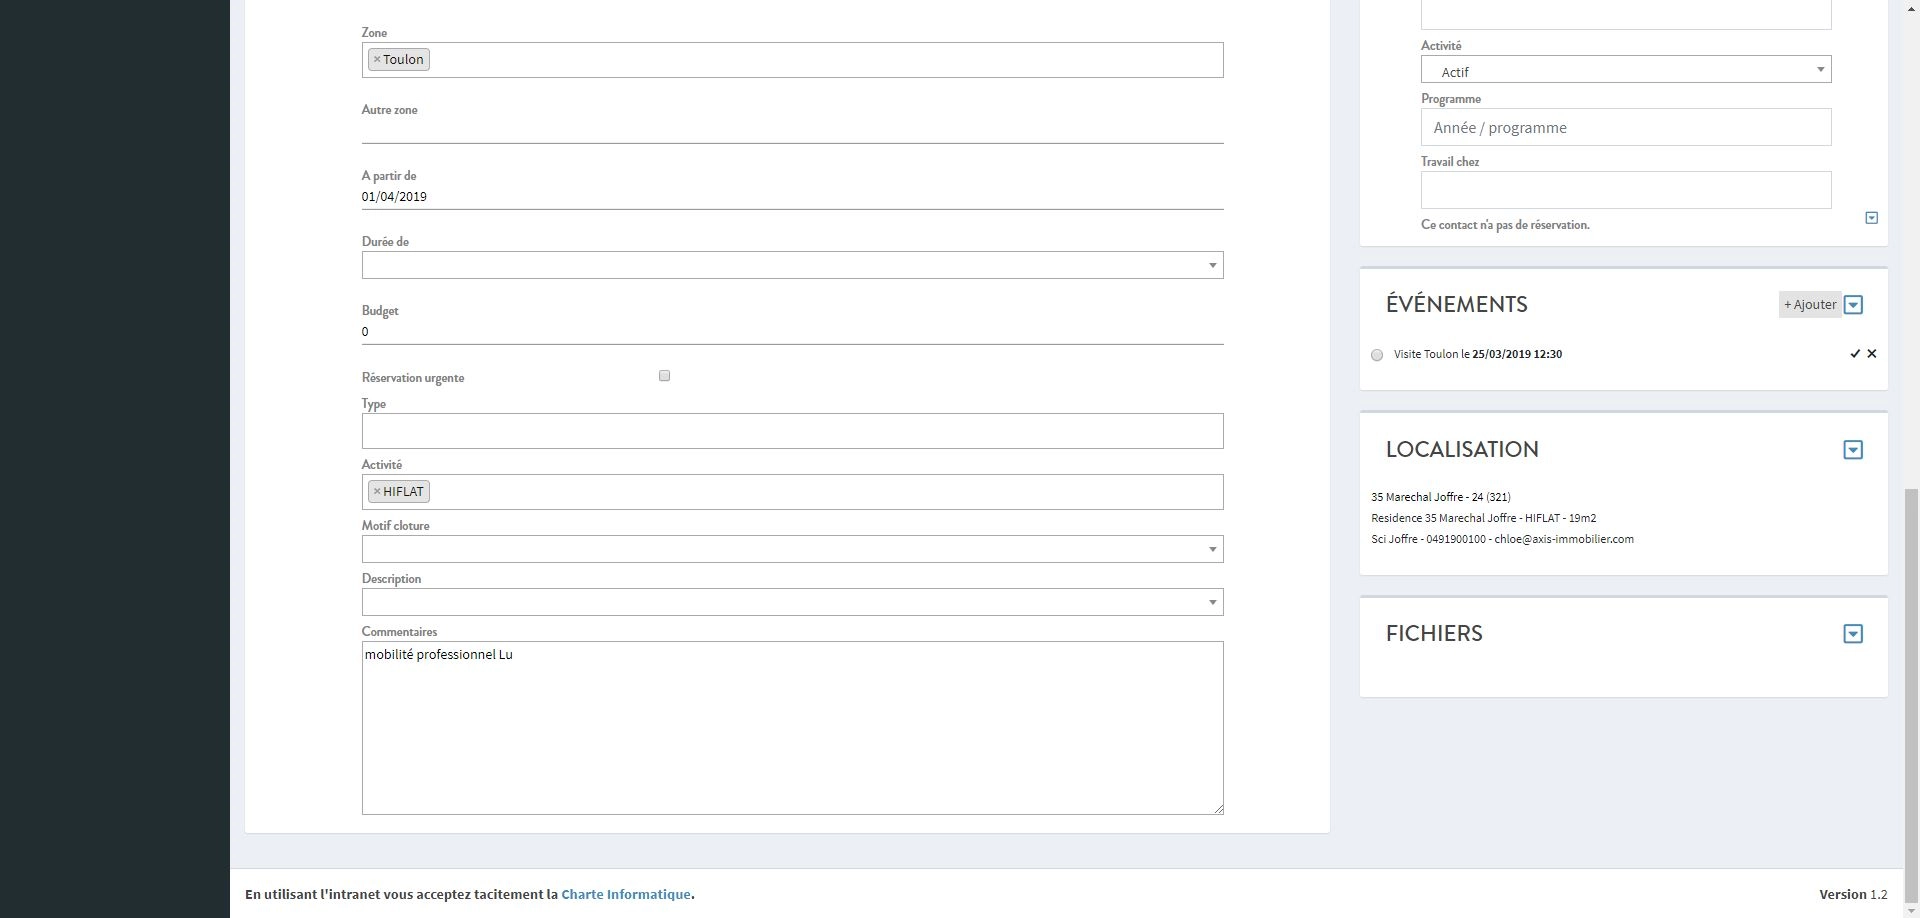 Zone
× Toulon
Autre zone
A partir de
01/04/2019
Durée de
Budget
0
Réservation urgente
Type
Activité
× HIFLAT
Motif cloture
Description
Commentaires
mobilité professionnel Lu
Activité
Actif
Programme
Année / programme
Travail chez
Ce contact n'a pas de réservation.
ÉVÉNEMENTS
+ Ajouter
Visite Toulon le 25/03/2019 12:30
LOCALISATION
35 Marechal Joffre - 24 (321)
Residence 35 Marechal Joffre - HIFLAT - 19m2
Sci Joffre - 0491900100 - chloe@axis-immobilier.com
FICHIERS
En utilisant l'intranet vous acceptez tacitement la Charte Informatique.
Version 1.2